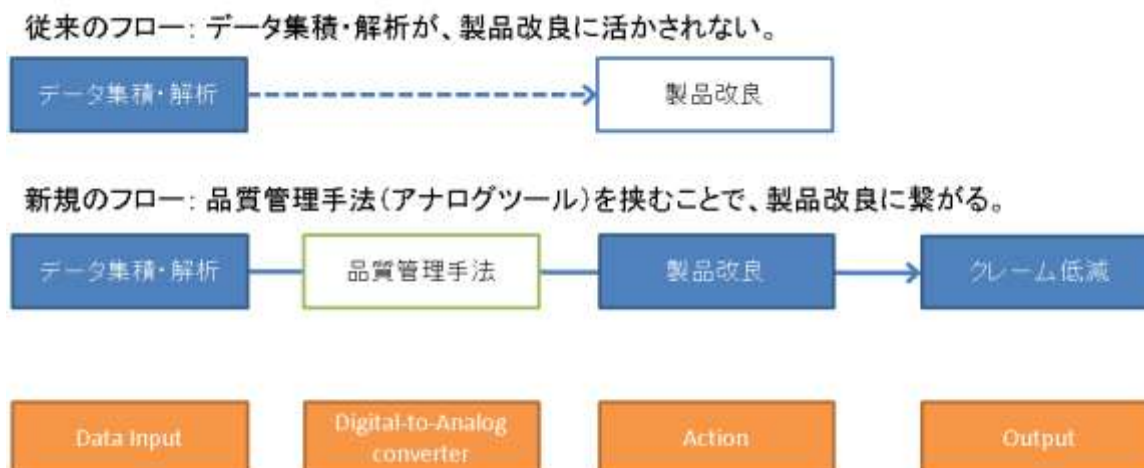 従来のフロー: データ集積・解析が、製品改良に活かされない。
データ集積・解析
製品改良
新規のフロー: 品質管理手法(アナログツール)を挟むことで、製品改良に繋がる。
データ集積・解析
品質管理手法
製品改良
クレーム低減
Data Input
Digital-to-Analog
converter
Action
Output